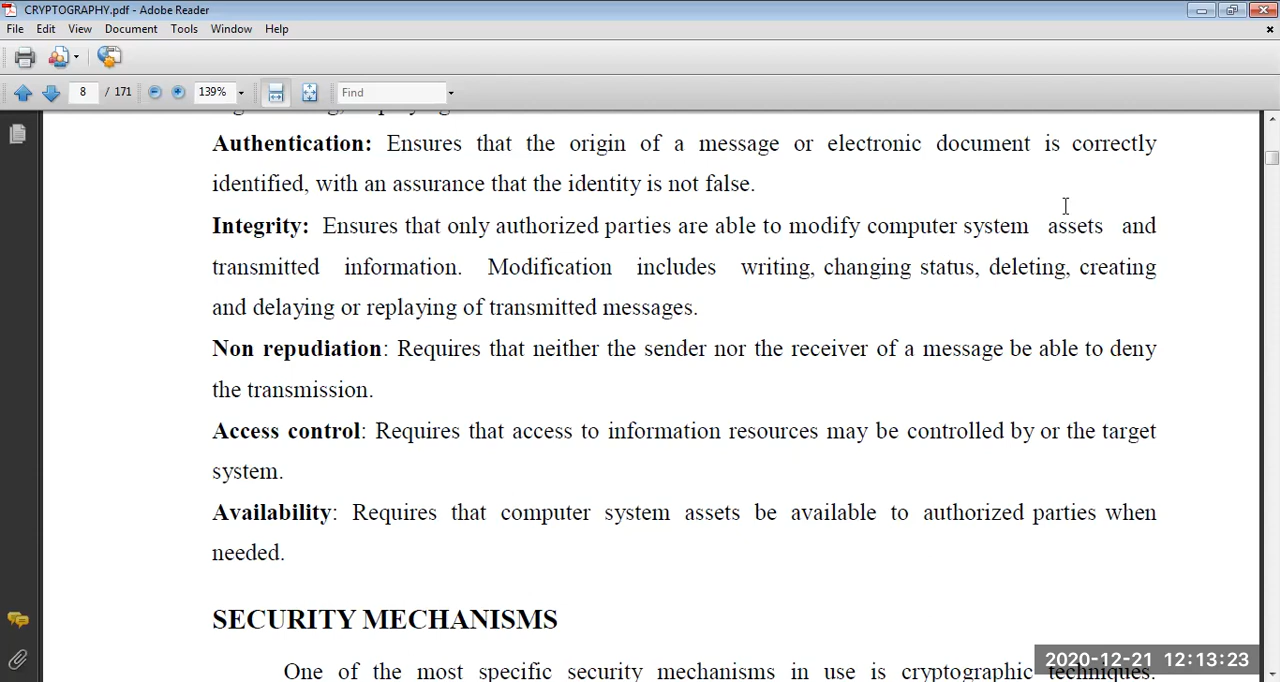 CRYPTOGRAPHY.pdf - Adobe Reader
File Edit View Document Tools Window Help
8 / 171 139% Find
Authentication: Ensures that the origin of a message or electronic document is correctly
identified, with an assurance that the identity is not false.
Integrity: Ensures that only authorized parties are able to modify computer system assets and
transmitted information. Modification includes writing, changing status, deleting, creating
and delaying or replaying of transmitted messages.
Non repudiation: Requires that neither the sender nor the receiver of a message be able to deny
the transmission.
Access control: Requires that access to information resources may be controlled by or the target
system.
Availability: Requires that computer system assets be available to authorized parties when
needed.
SECURITY MECHANISMS
One of the most specific security mechanisms in use is cryptographic techniques.
2020-12-21 12:13:23